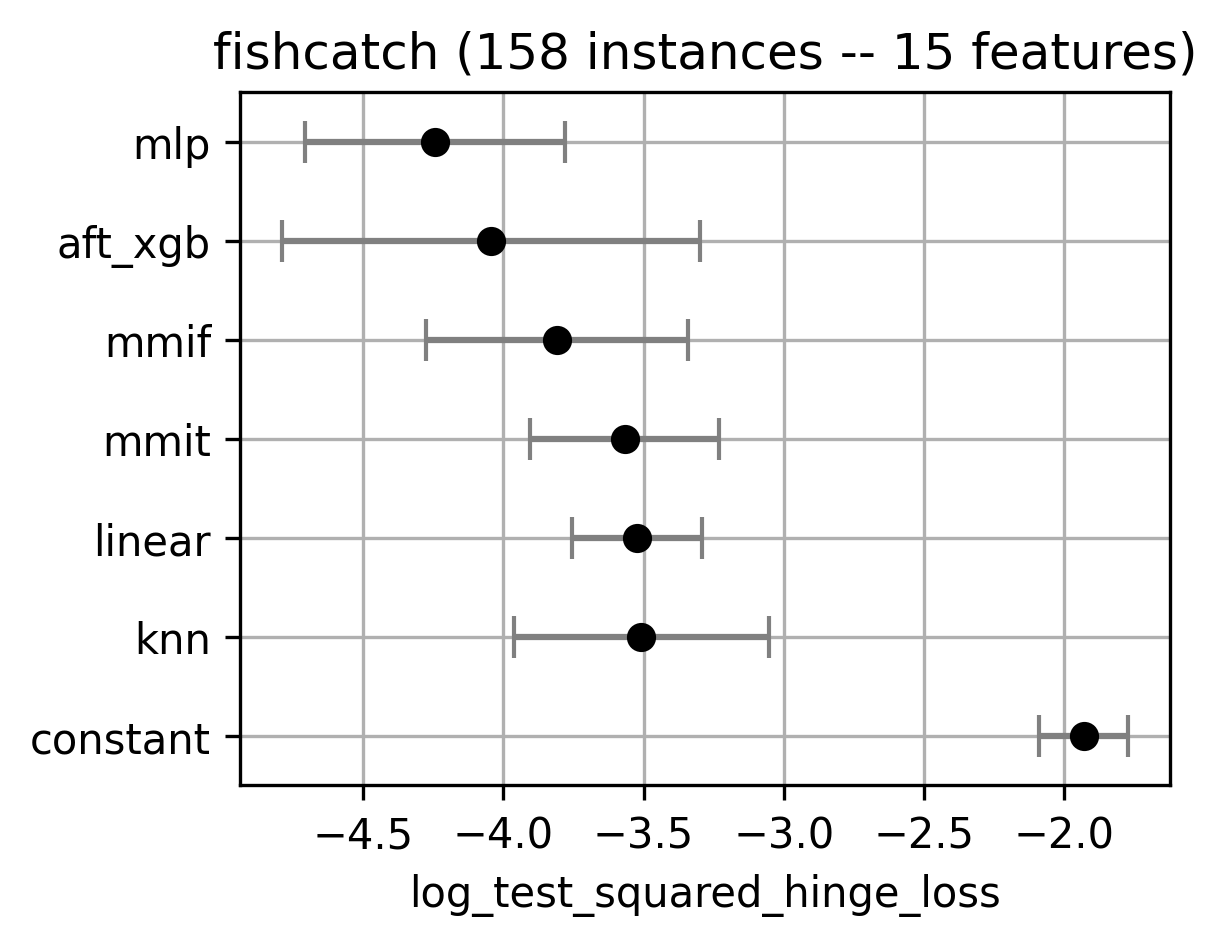 fishcatch (158 instances -- 15 features)
mlp
aft_xgb
mmif
mmit
linear
knn
constant
−4.5 −4.0 −3.5 −3.0 −2.5 −2.0
log_test_squared_hinge_loss